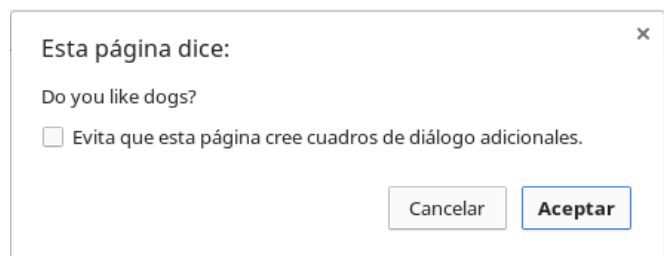 Esta página dice:
Do you like dogs?
Evita que esta página cree cuadros de diálogo adicionales.
Cancelar Aceptar